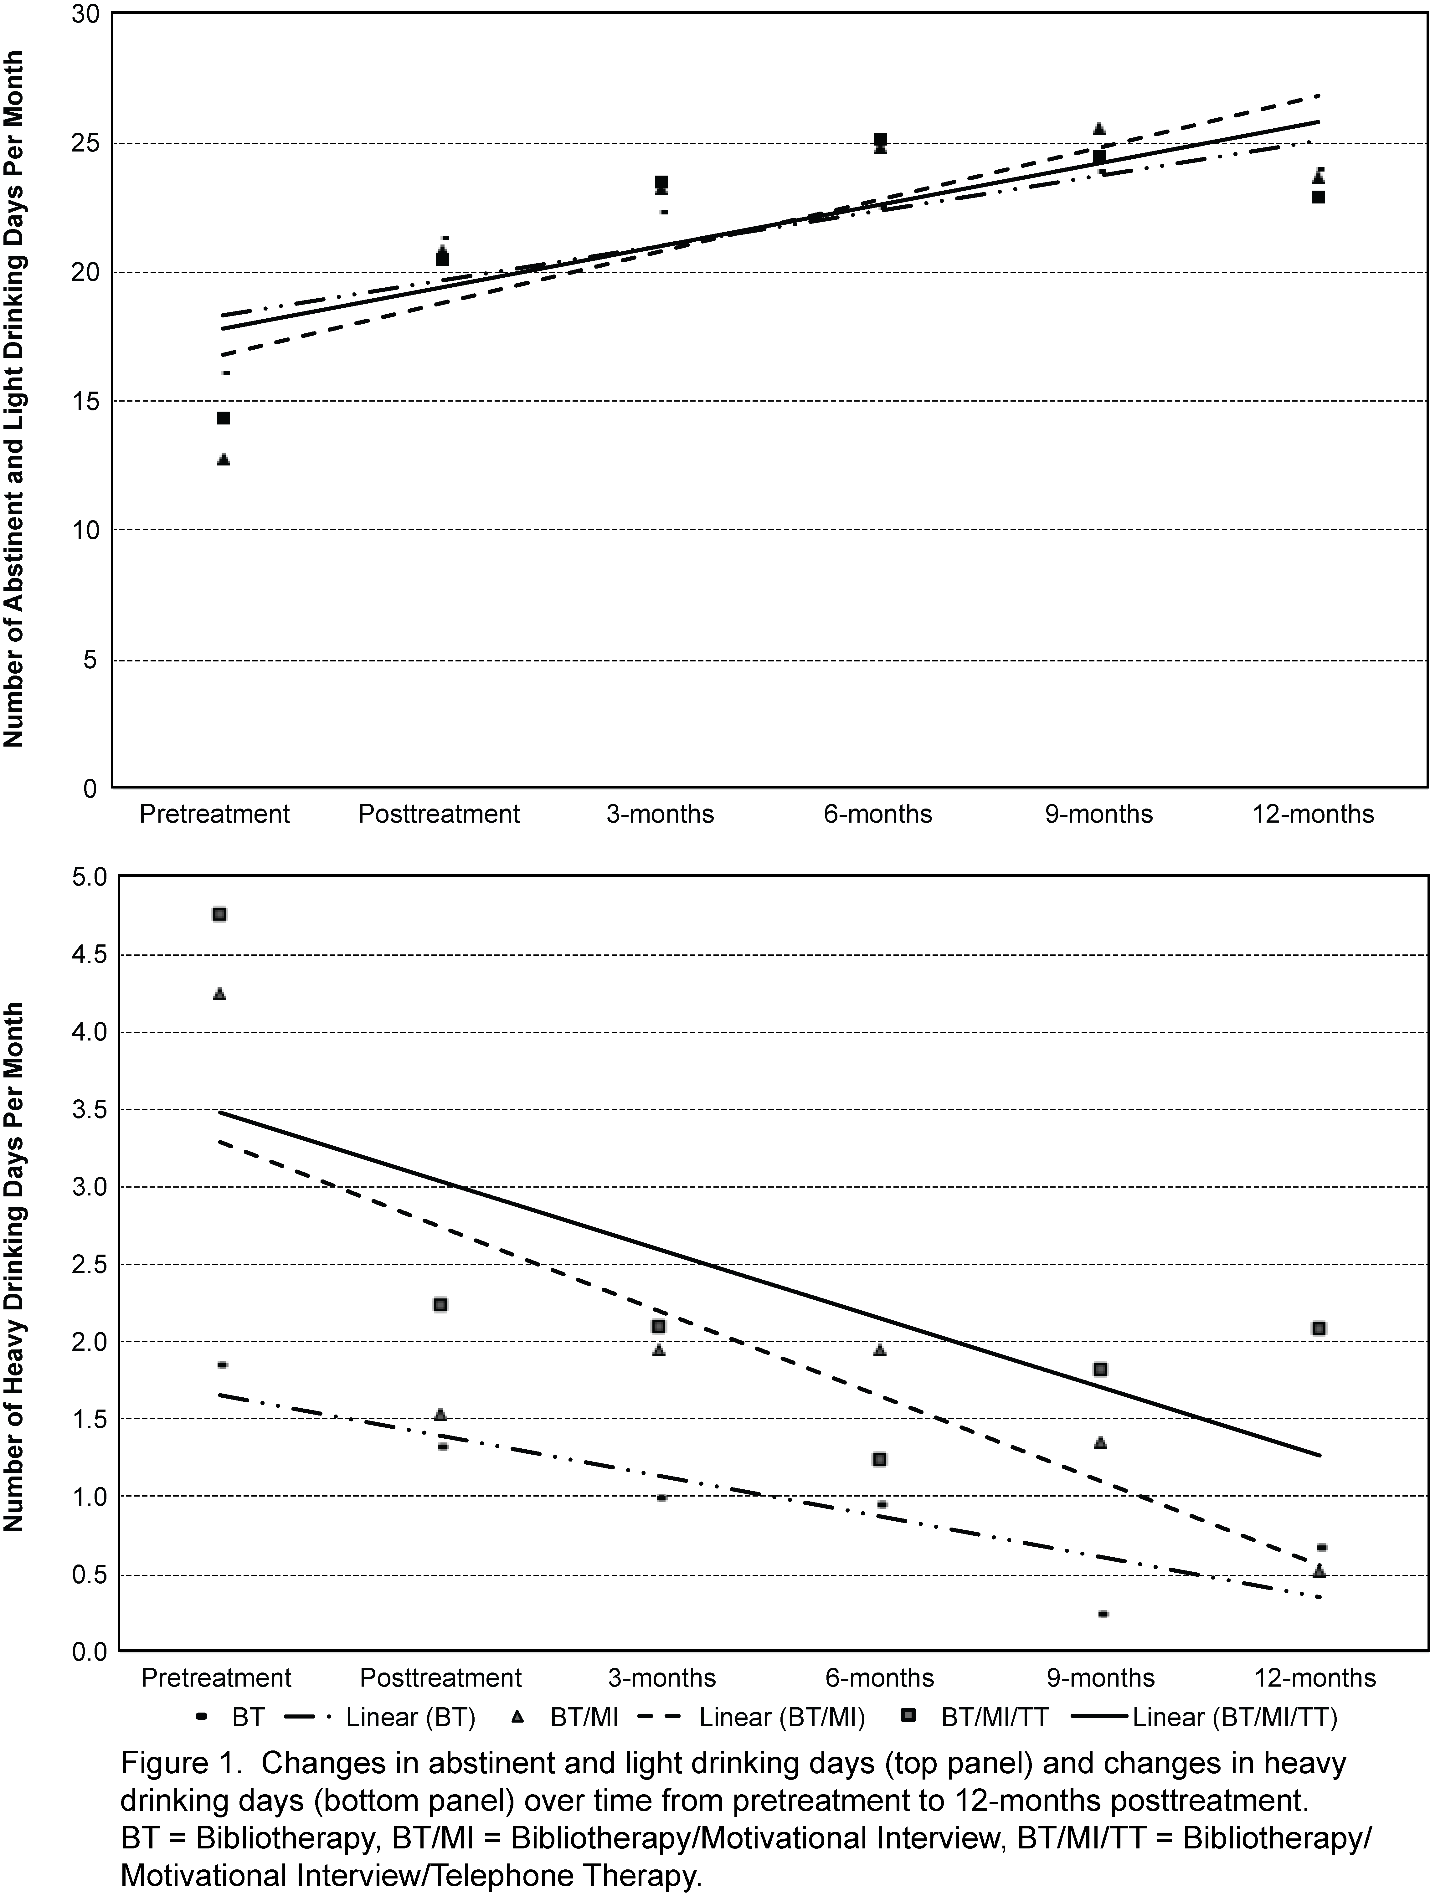 Number of Abstinent and Light Drinking Days Per Month
30
25
20
15
10
5
0
Pretreatment Posttreatment 3-months 6-months 9-months 12-months
Number of Heavy Drinking Days Per Month
5.0
4.5
4.0
3.5
3.0
2.5
2.0
1.5
1.0
0.5
0.0
Pretreatment Posttreatment 3-months 6-months 9-months 12-months
BT Linear (BT) BT/MI Linear (BT/MI) BT/MI/TT Linear (BT/MI/TT)
Figure 1. Changes in abstinent and light drinking days (top panel) and changes in heavy
drinking days (bottom panel) over time from pretreatment to 12-months posttreatment.
BT = Bibliotherapy, BT/MI = Bibliotherapy/Motivational Interview, BT/MI/TT = Bibliotherapy/
Motivational Interview/Telephone Therapy.